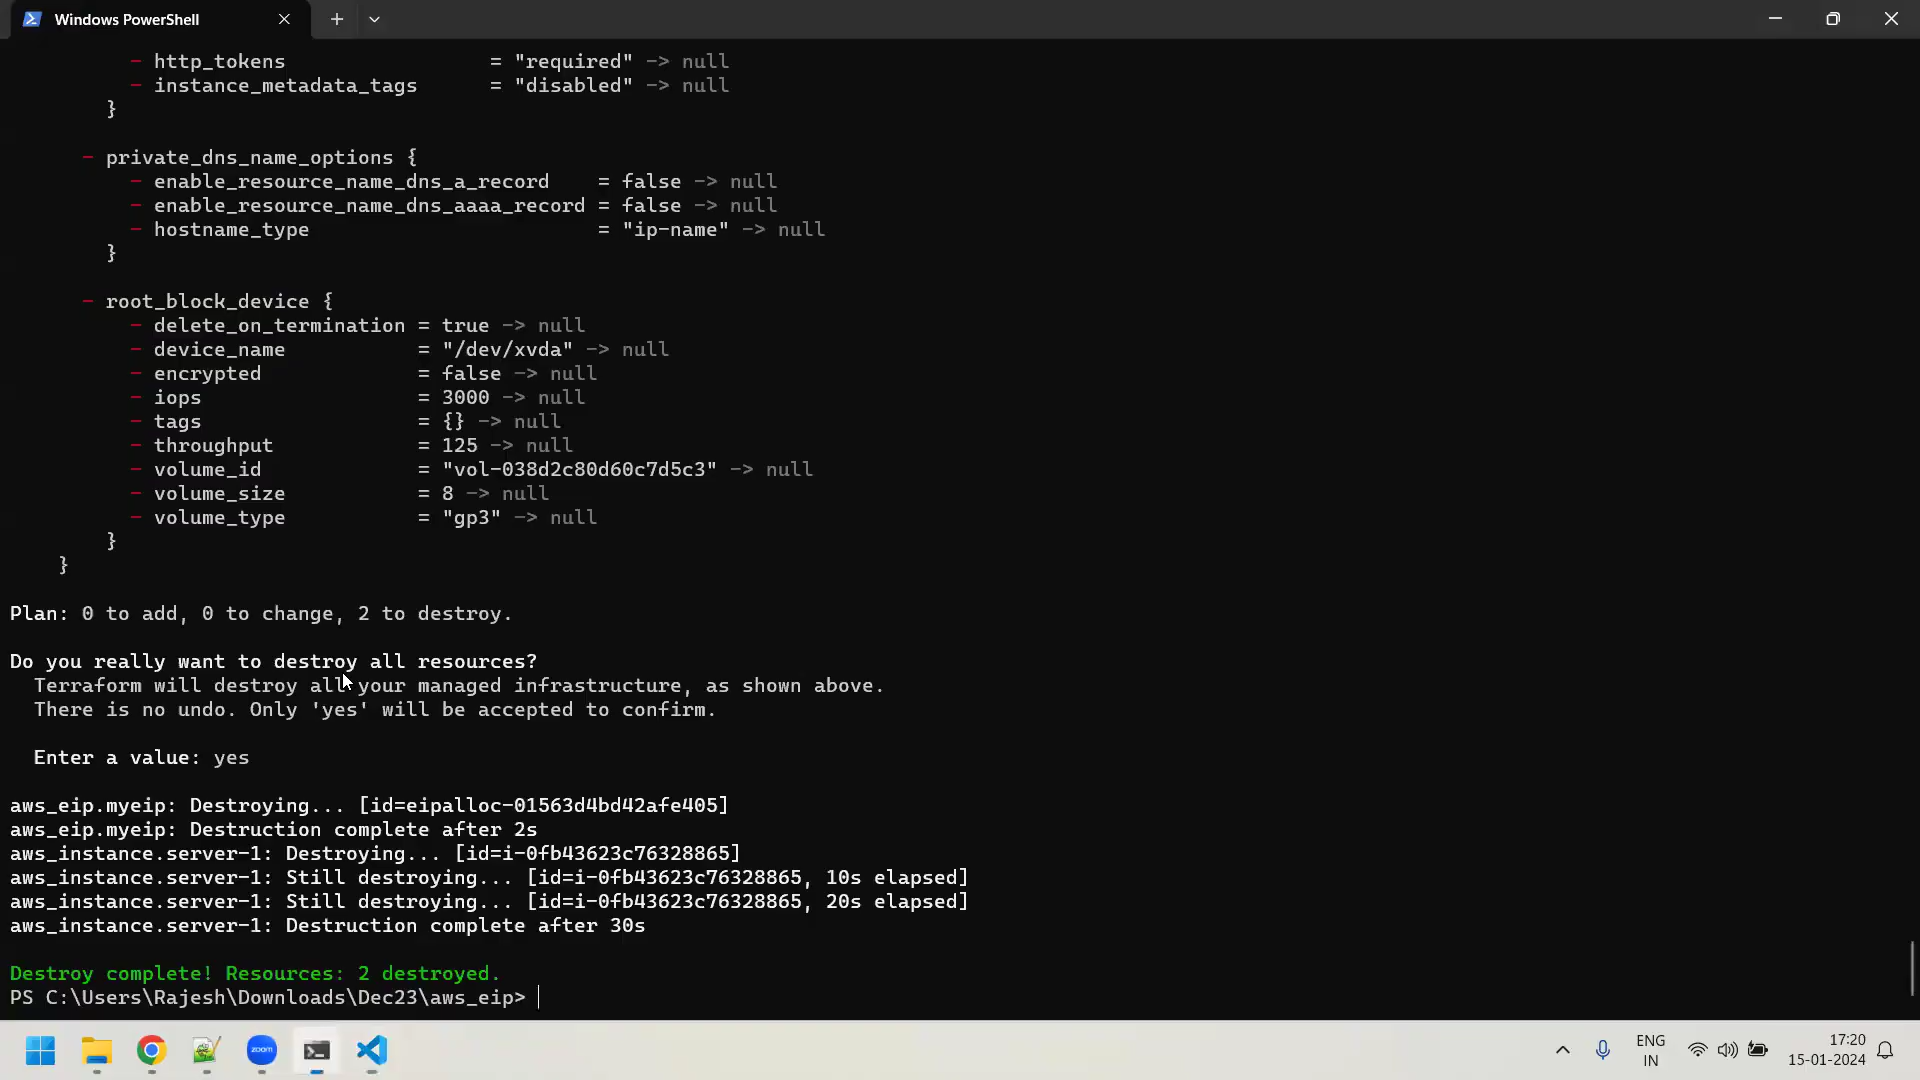 Windows PowerShell
- http_tokens = "required" -> null
- instance_metadata_tags = "disabled" -> null
}
- private_dns_name_options {
- enable_resource_name_dns_a_record = false -> null
- enable_resource_name_dns_aaaa_record = false -> null
- hostname_type = "ip-name" -> null
}
- root_block_device {
- delete_on_termination = true -> null
- device_name = "/dev/xvda" -> null
- encrypted = false -> null
- iops = 3000 -> null
- tags = {} -> null
- throughput = 125 -> null
- volume_id = "vol-038d2c80d60c7d5c3" -> null
- volume_size = 8 -> null
- volume_type = "gp3" -> null
}
}
Plan: 0 to add, 0 to change, 2 to destroy.
Do you really want to destroy all resources?
Terraform will destroy all your managed infrastructure, as shown above.
There is no undo. Only 'yes' will be accepted to confirm.
Enter a value: yes
aws_eip.myeip: Destroying... [id=eipalloc-01563d4bd42afe405]
aws_eip.myeip: Destruction complete after 2s
aws_instance.server-1: Destroying... [id=i-0fb43623c76328865]
aws_instance.server-1: Still destroying... [id=i-0fb43623c76328865, 10s elapsed]
aws_instance.server-1: Still destroying... [id=i-0fb43623c76328865, 20s elapsed]
aws_instance.server-1: Destruction complete after 30s
Destroy complete! Resources: 2 destroyed.
PS C:\Users\Rajesh\Downloads\Dec23\aws_eip>
zoom
ENG
IN
17:20
15-01-2024